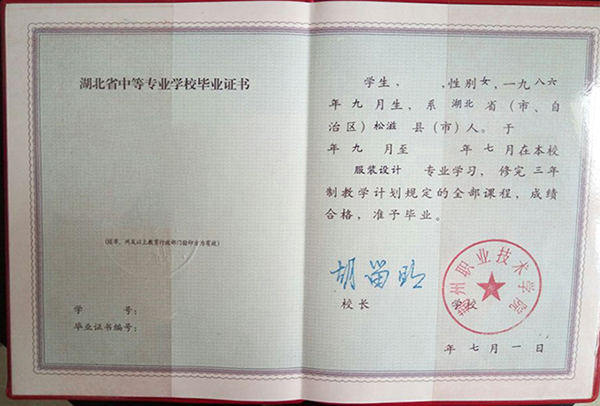 湖北省中等专业学校毕业证书
(经市、州及以上教育行政部门验印方为有效)
学 号:
毕业证书编号:
学生, ,性别女,一九八六
年九月生,系湖北省(市、自
治区)松滋县(市)人。于
年九月至 年七月在本校
服装设计 专业学习,修完三年
制教学计划规定的全部课程,成绩
合格,准予毕业。
校长
学校
州职业技术学院
年七月一日